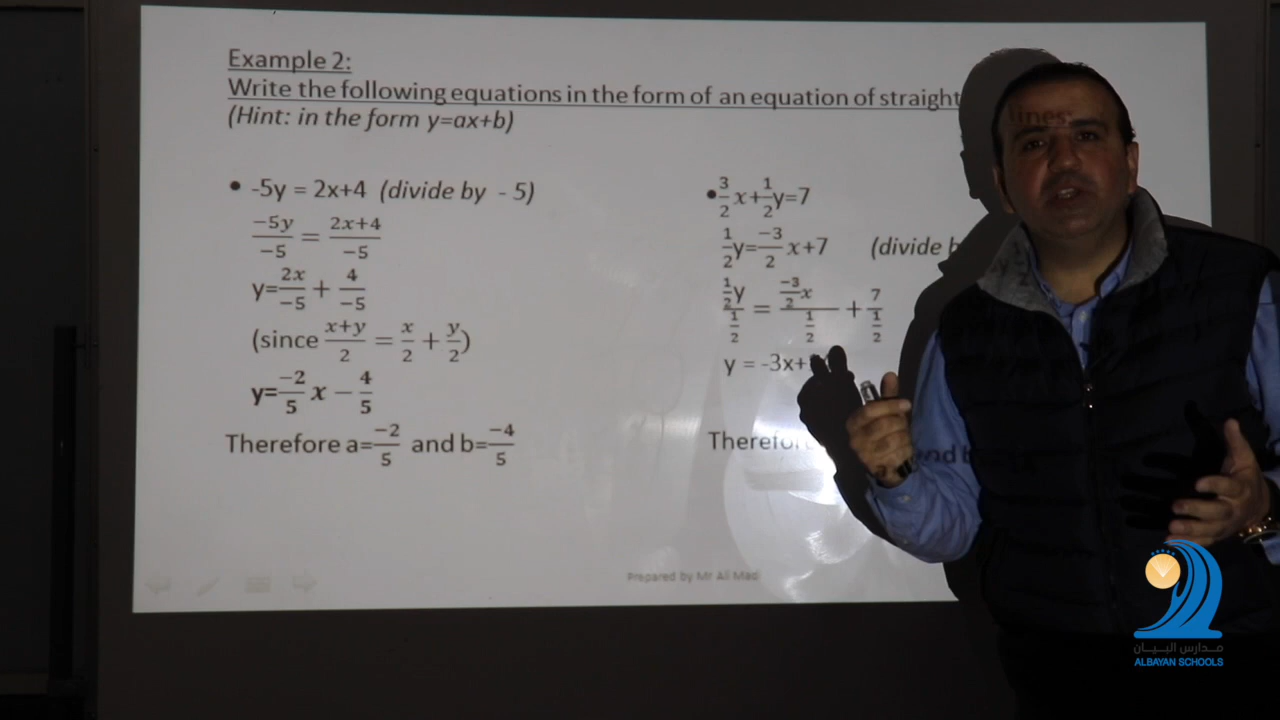 Example 2:
Write the following equations in the form of an equation of straight lines.
(Hint: in the form y=ax+b)
• -5y = 2x+4 (divide by - 5)
−5y/−5 = 2x+4/−5
y=2x/−5 + 4/−5
(since x+y/2 = x/2 + y/2)
y=−2/5 x − 4/5
Therefore a=−2/5 and b=−4/5
•3/2 x+1/2 y=7
1/2 y=−3/2 x+7 (divide
1/2 y / 1/2 = −3/2 x / 1/2 + 7 / 1/2
y = -3x+
Prepared by Mr Ali
مدارس البيان
ALBAYAN SCHOOLS